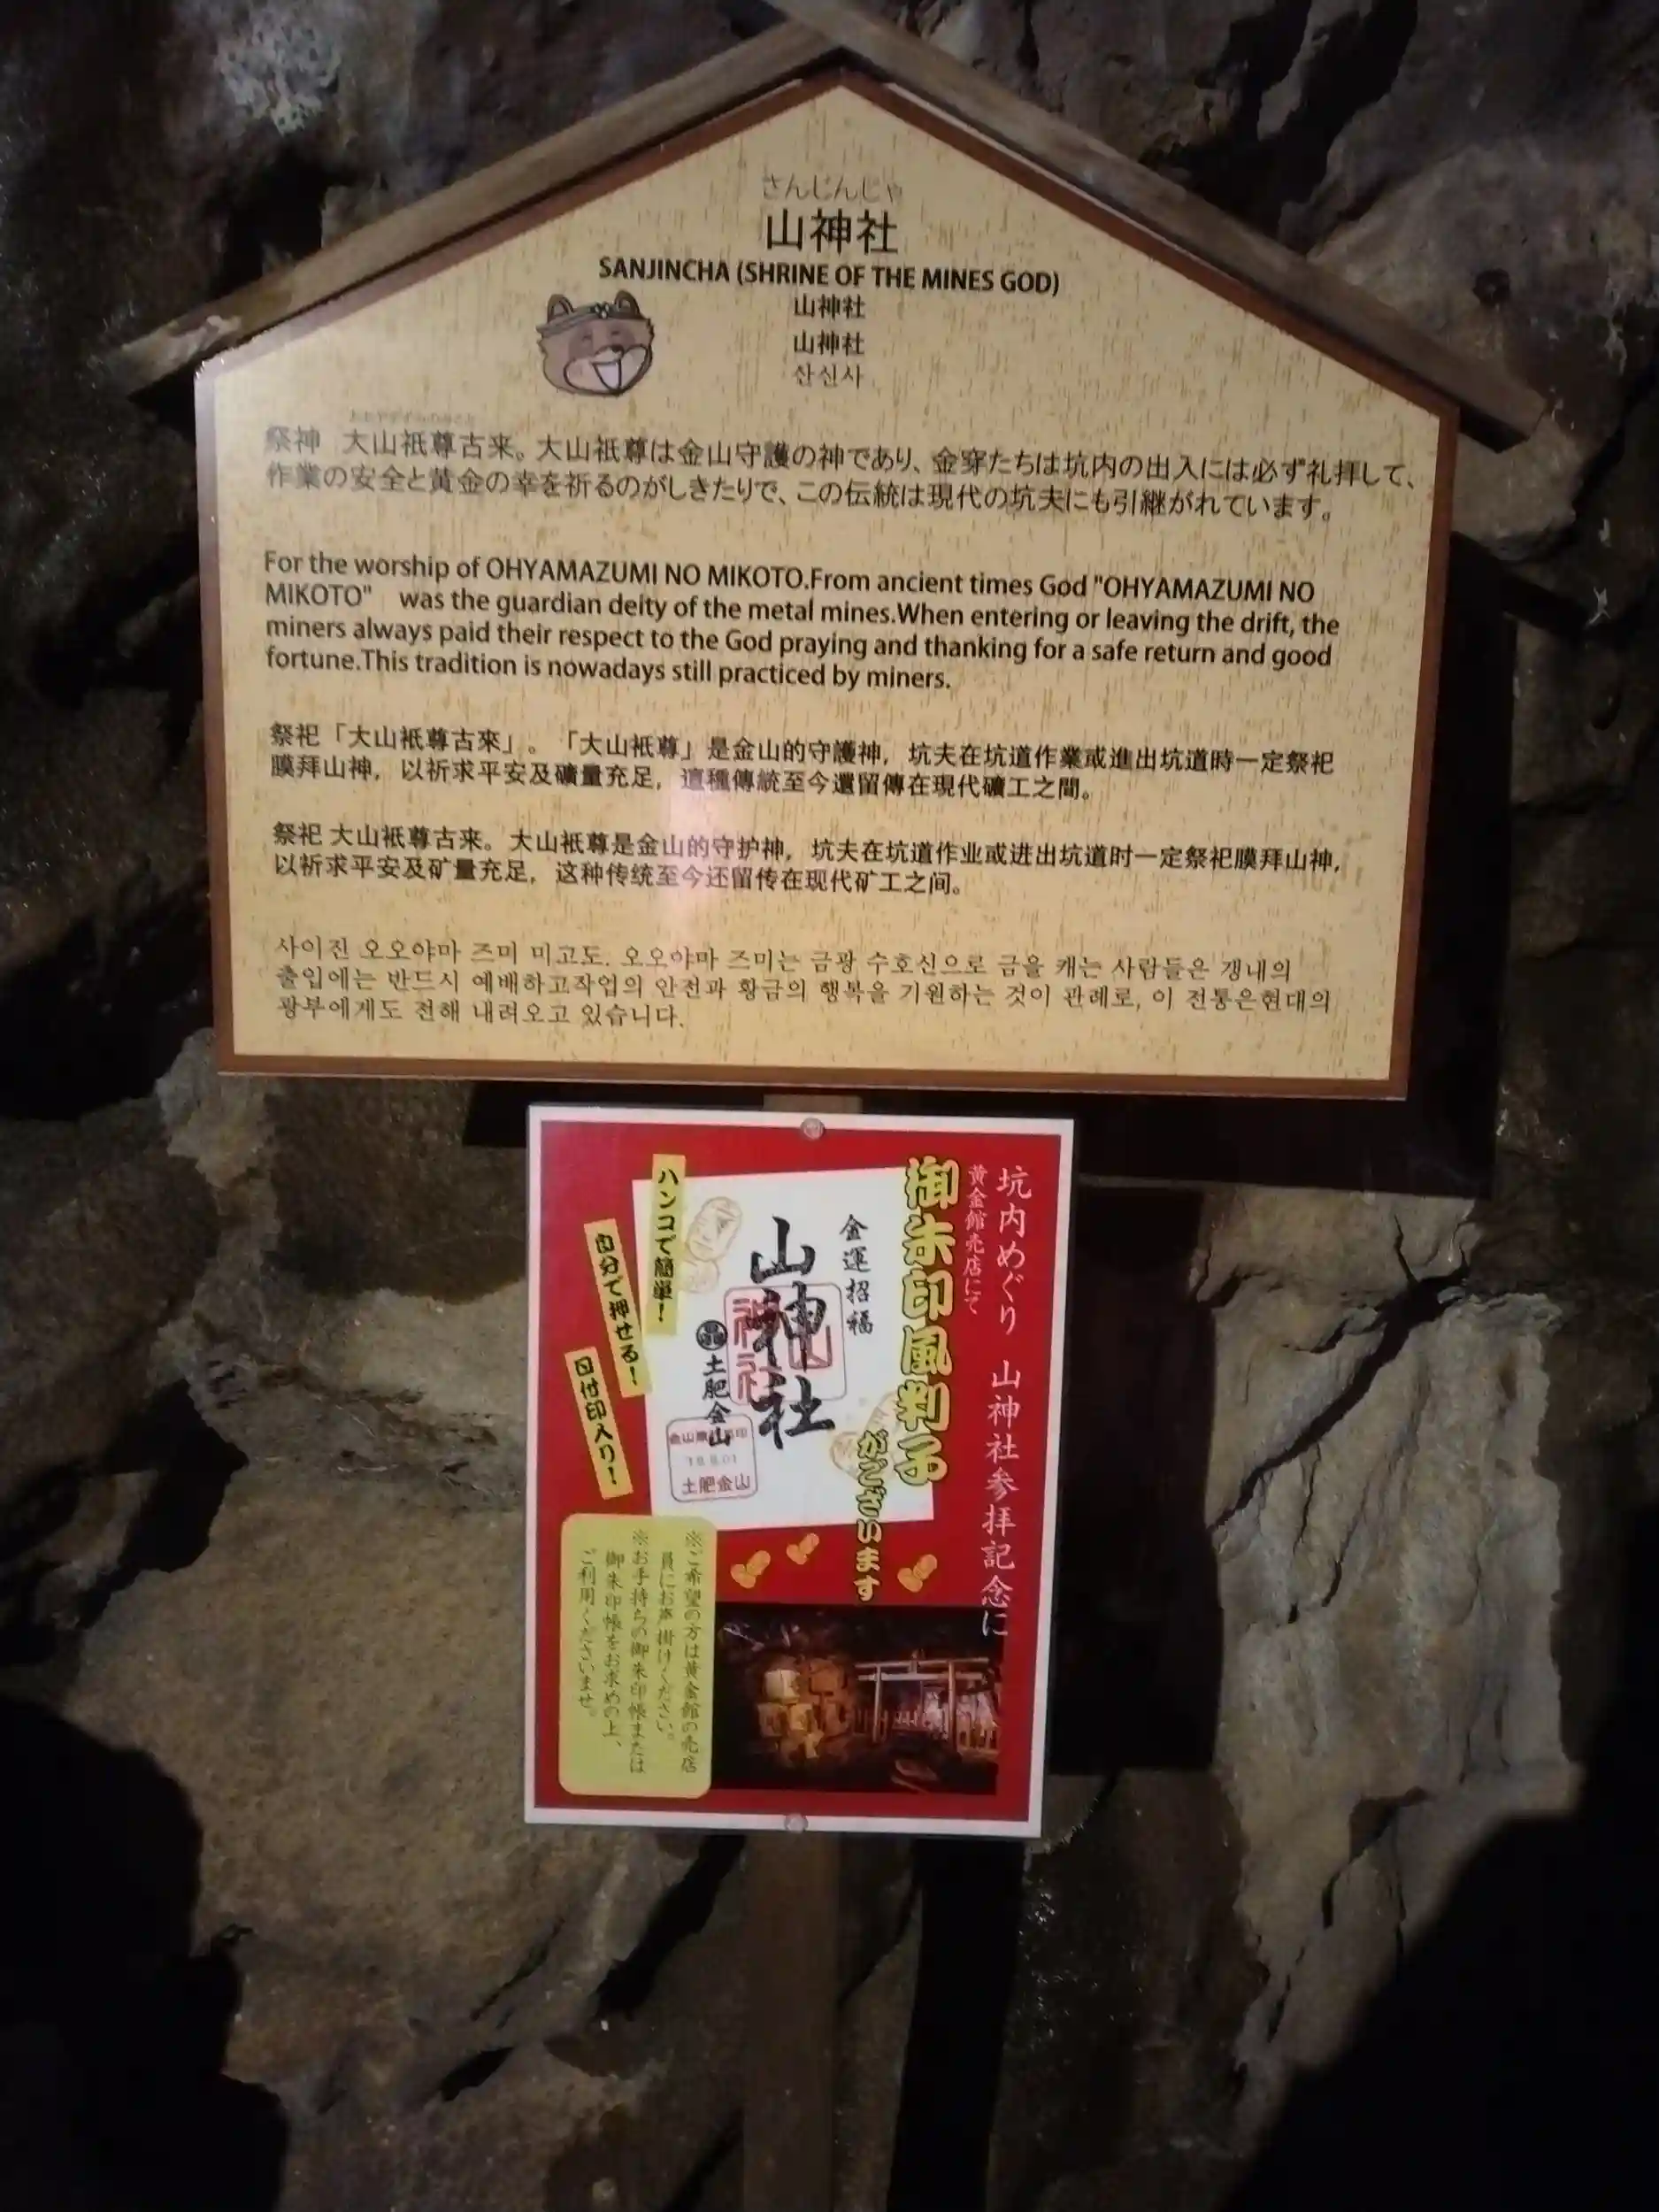 さんじんじゃ
山神社
SANJINCHA (SHRINE OF THE MINES GOD)
山神社
山神社
산신사
祭神　大山祇尊古来。大山祇尊は金山守護の神であり、金穿たちは坑内の出入には必ず礼拝して、
作業の安全と黄金の幸を祈るのがしきたりで、この伝統は現代の坑夫にも引継がれています。
For the worship of OHYAMAZUMI NO MIKOTO.From ancient times God "OHYAMAZUMI NO
MIKOTO"　was the guardian deity of the metal mines.When entering or leaving the drift, the
miners always paid their respect to the God praying and thanking for a safe return and good
fortune.This tradition is nowadays still practiced by miners.
祭祀「大山衹尊古來」。「大山衹尊」是金山的守護神，坑夫在坑道作業或進出坑道時一定祭祀
膜拜山神，以祈求平安及礦量充足，這種傳統至今還留傳在現代礦工之間。
祭祀 大山衹尊古来。大山衹尊是金山的守护神，坑夫在坑道作业或进出坑道时一定祭祀膜拜山神，
以祈求平安及矿量充足，这种传统至今还留传在现代矿工之间。
사이진 오오야마 즈미 미고도. 오오야마 즈미는 금광 수호신으로 금을 캐는 사람들은 갱내의
출입에는 반드시 예배하고작업의 안전과 황금의 행복을 기원하는 것이 관례로, 이 전통은현대의
광부에게도 전해 내려오고 있습니다.
坑内めぐり　山神社参拝記念に
黄金館売店にて
御朱印風判子
がございます
金運招福
山神社
山神社
土肥金山
土肥金山
ハンコで簡単！
自分で押せる！
日付印入り！
※ご希望の方は黄金館の売店
員にお声掛けください。
※お手持ちの御朱印帳または
御朱印帳をお求めの上、
ご利用くださいませ。